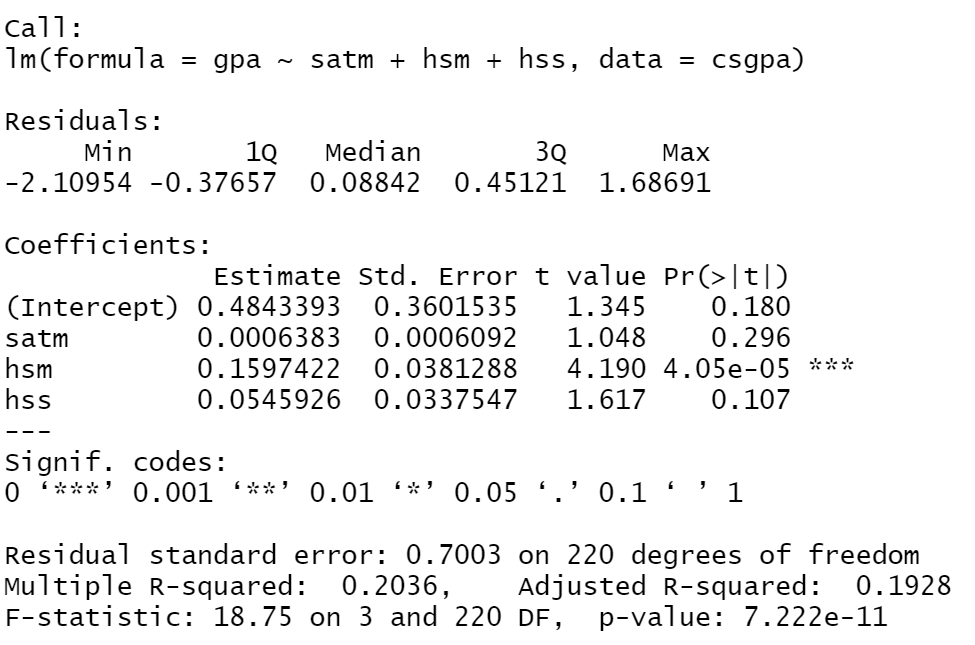 Call:
lm(formula = gpa ~ satm + hsm + hss, data = csgpa)
Residuals:
     Min       1Q   Median       3Q      Max
-2.10954 -0.37657  0.08842  0.45121  1.68691
Coefficients:
             Estimate Std. Error t value Pr(>|t|)
(Intercept) 0.4843393  0.3601535   1.345    0.180
satm        0.0006383  0.0006092   1.048    0.296
hsm         0.1597422  0.0381288   4.190 4.05e-05 ***
hss         0.0545926  0.0337547   1.617    0.107
---
Signif. codes:
0 ‘***’ 0.001 ‘**’ 0.01 ‘*’ 0.05 ‘.’ 0.1 ‘ ’ 1
Residual standard error: 0.7003 on 220 degrees of freedom
Multiple R-squared:  0.2036,    Adjusted R-squared:  0.1928
F-statistic: 18.75 on 3 and 220 DF,  p-value: 7.222e-11